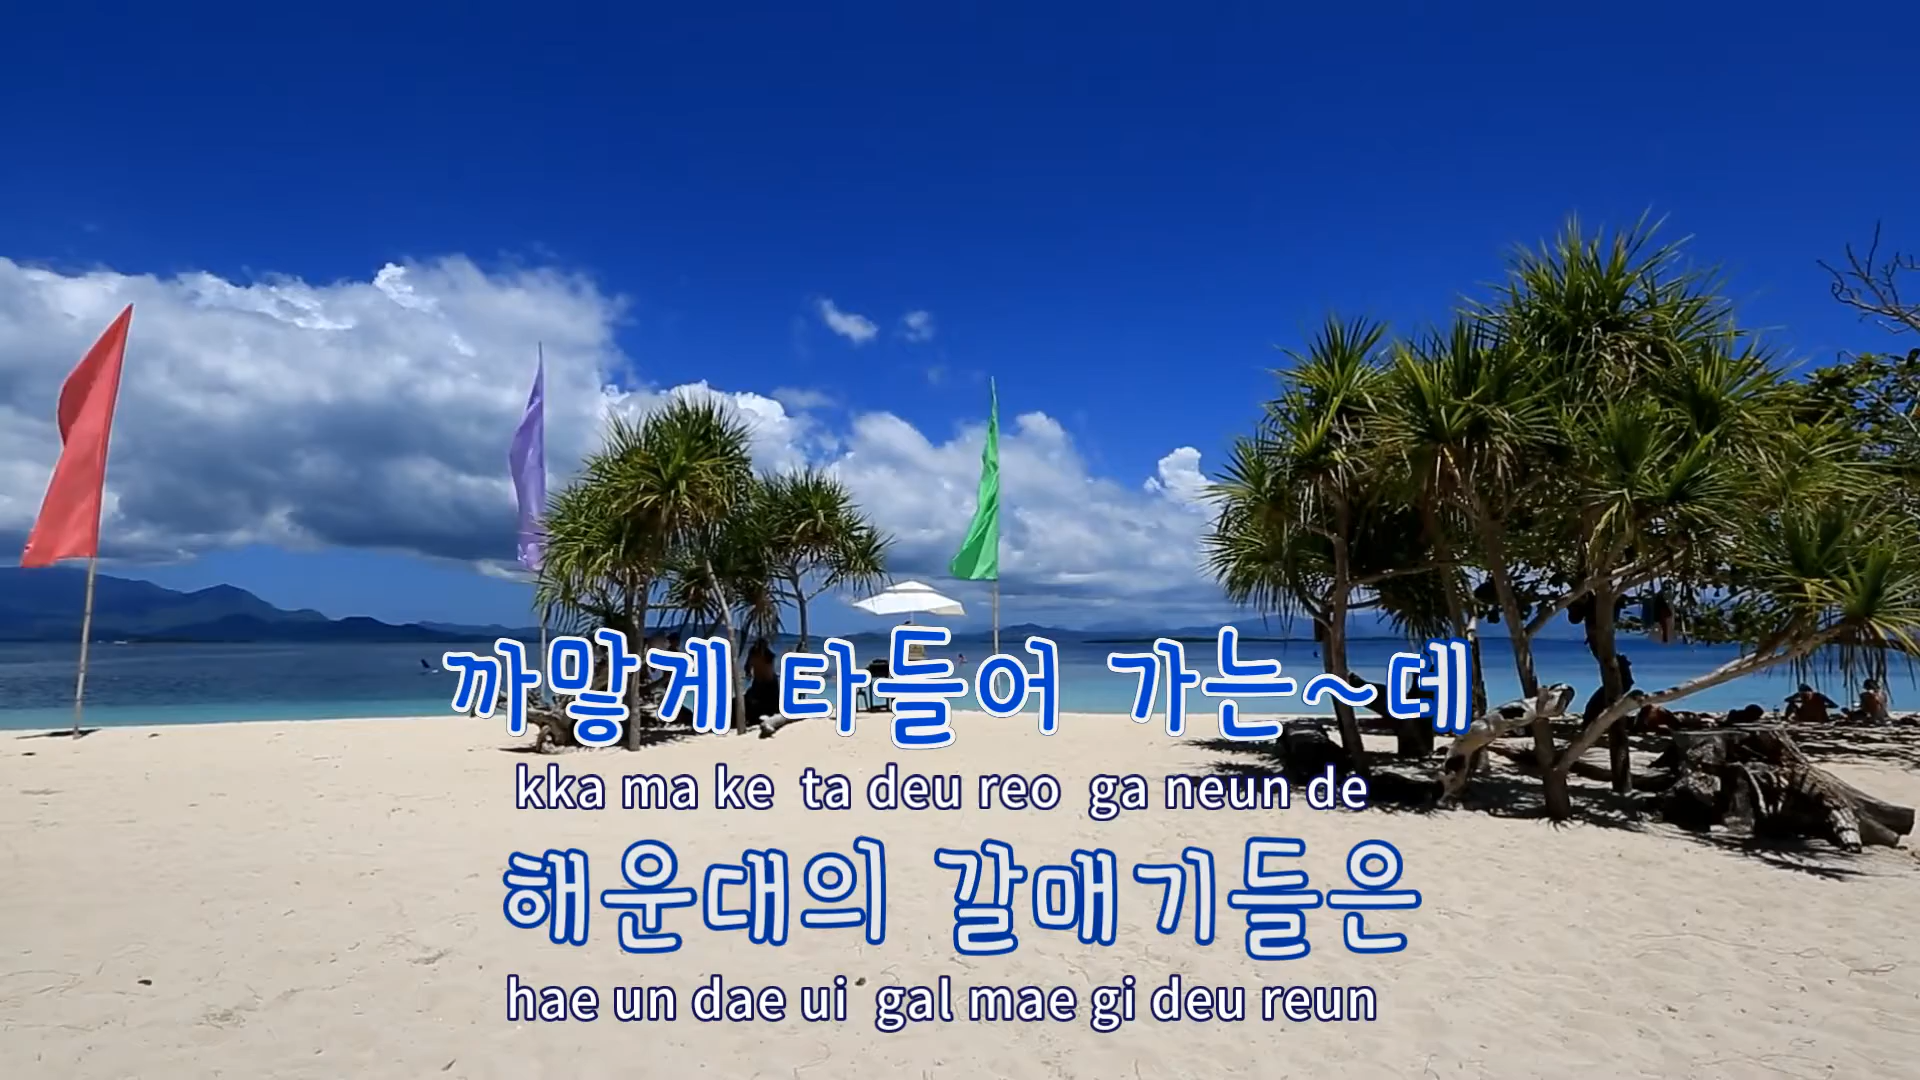 까맣게 타들어 가는~데
kka ma ke ta deu reo ga neun de
해운대의 갈매기들은
hae un dae ui gal mae gi deu reun